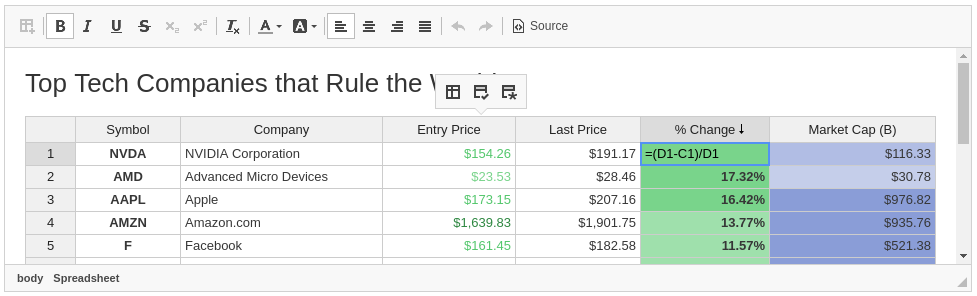 B I U S x₂ x² Tx A A Source
Top Tech Companies that Rule the
Symbol Company Entry Price Last Price % Change Market Cap (B)
1 NVDA NVIDIA Corporation $154.26 $191.17 =(D1-C1)/D1 $116.33
2 AMD Advanced Micro Devices $23.53 $28.46 17.32% $30.78
3 AAPL Apple $173.15 $207.16 16.42% $976.82
4 AMZN Amazon.com $1,639.83 $1,901.75 13.77% $935.76
5 F Facebook $161.45 $182.58 11.57% $521.38
body Spreadsheet